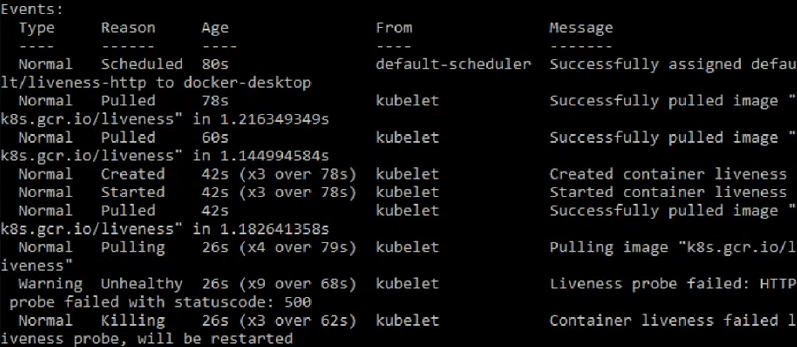 Events:
Type Reason Age From Message
---- ------ ---- ---- -------
Normal Scheduled 80s default-scheduler Successfully assigned defau
lt/liveness-http to docker-desktop
Normal Pulled 78s kubelet Successfully pulled image "
k8s.gcr.io/liveness" in 1.216349349s
Normal Pulled 60s kubelet Successfully pulled image "
k8s.gcr.io/liveness" in 1.144994584s
Normal Created 42s (x3 over 78s) kubelet Created container liveness
Normal Started 42s (x3 over 78s) kubelet Started container liveness
Normal Pulled 42s kubelet Successfully pulled image "
k8s.gcr.io/liveness" in 1.182641358s
Normal Pulling 26s (x4 over 79s) kubelet Pulling image "k8s.gcr.io/l
iveness"
Warning Unhealthy 26s (x9 over 68s) kubelet Liveness probe failed: HTTP
probe failed with statuscode: 500
Normal Killing 26s (x3 over 62s) kubelet Container liveness failed l
iveness probe, will be restarted